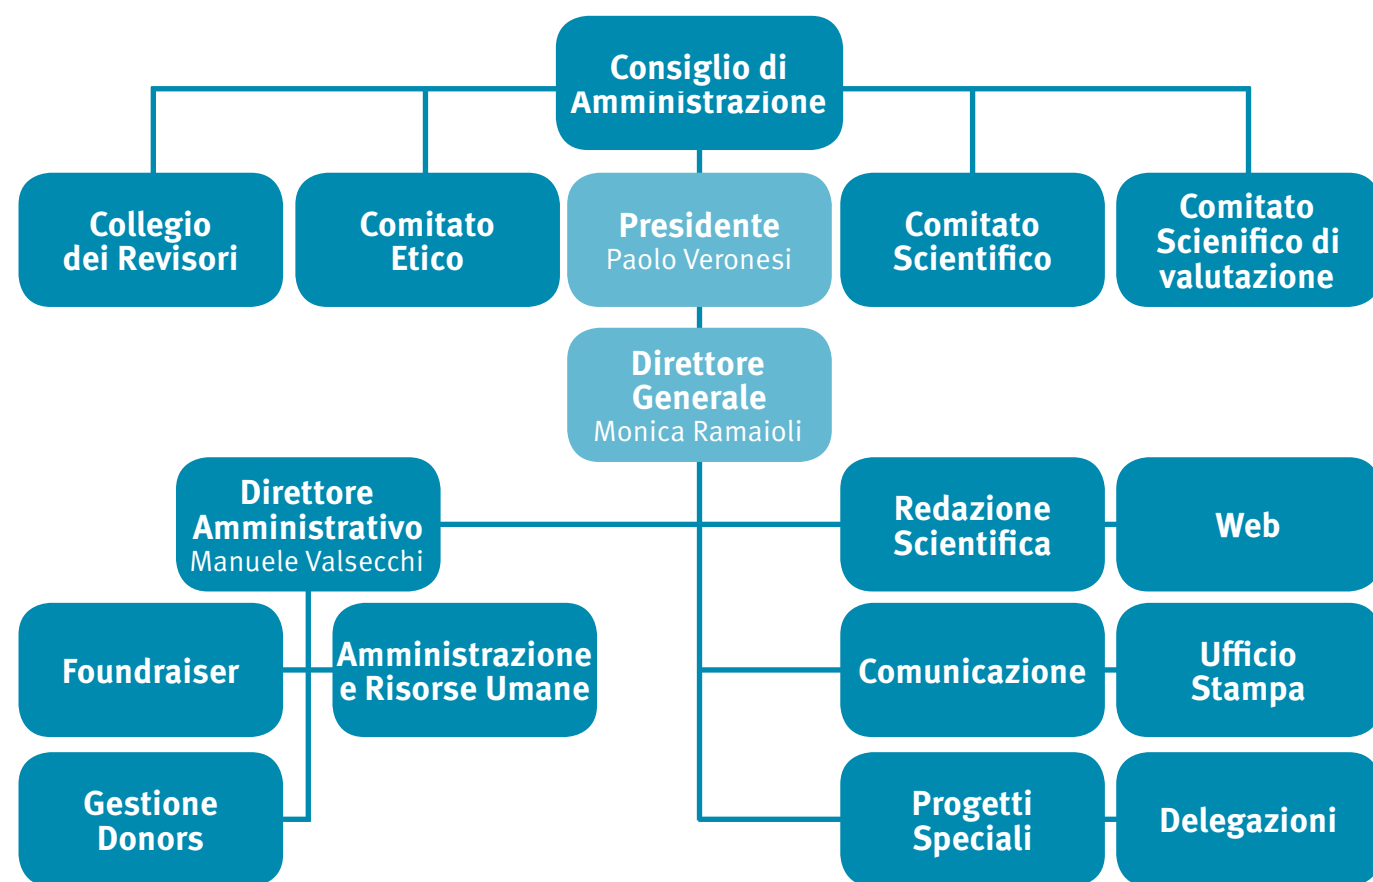 Consiglio di
Amministrazione
Collegio
dei Revisori
Comitato
Etico
Presidente
Paolo Veronesi
Comitato
Scientifico
Comitato
Scienifico di
valutazione
Direttore
Generale
Monica Ramaioli
Direttore
Amministrativo
Manuele Valsecchi
Redazione
Scientifica
Web
Foundraiser
Amministrazione
e Risorse Umane
Comunicazione
Ufficio
Stampa
Gestione
Donors
Progetti
Speciali
Delegazioni